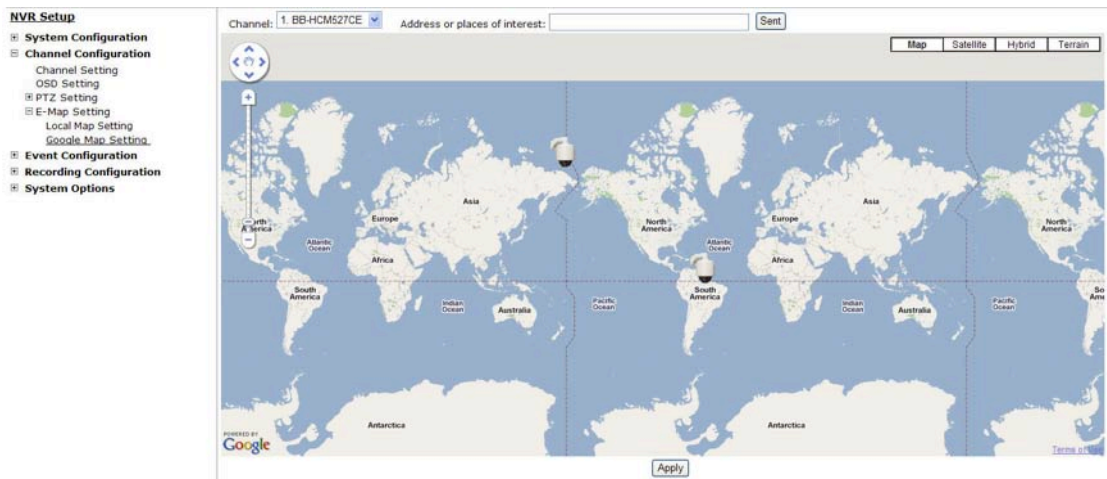 NVR Setup
System Configuration
Channel Configuration
Channel Setting
OSD Setting
PTZ Setting
E-Map Setting
Local Map Setting
Google Map Setting
Event Configuration
Recording Configuration
System Options
Channel: 1. BB-HCM527CE Address or places of interest: Sent
Map Satellite Hybrid Terrain
Asia Asia
Europe North America Europe North America
Atlantic Ocean Atlantic Ocean
Africa Africa
South America South America
Indian Ocean Pacific Ocean Indian Ocean Pacific Ocean
Australia Australia
Antarctica Antarctica
POWERED BY
Google
Terms of Use
Apply